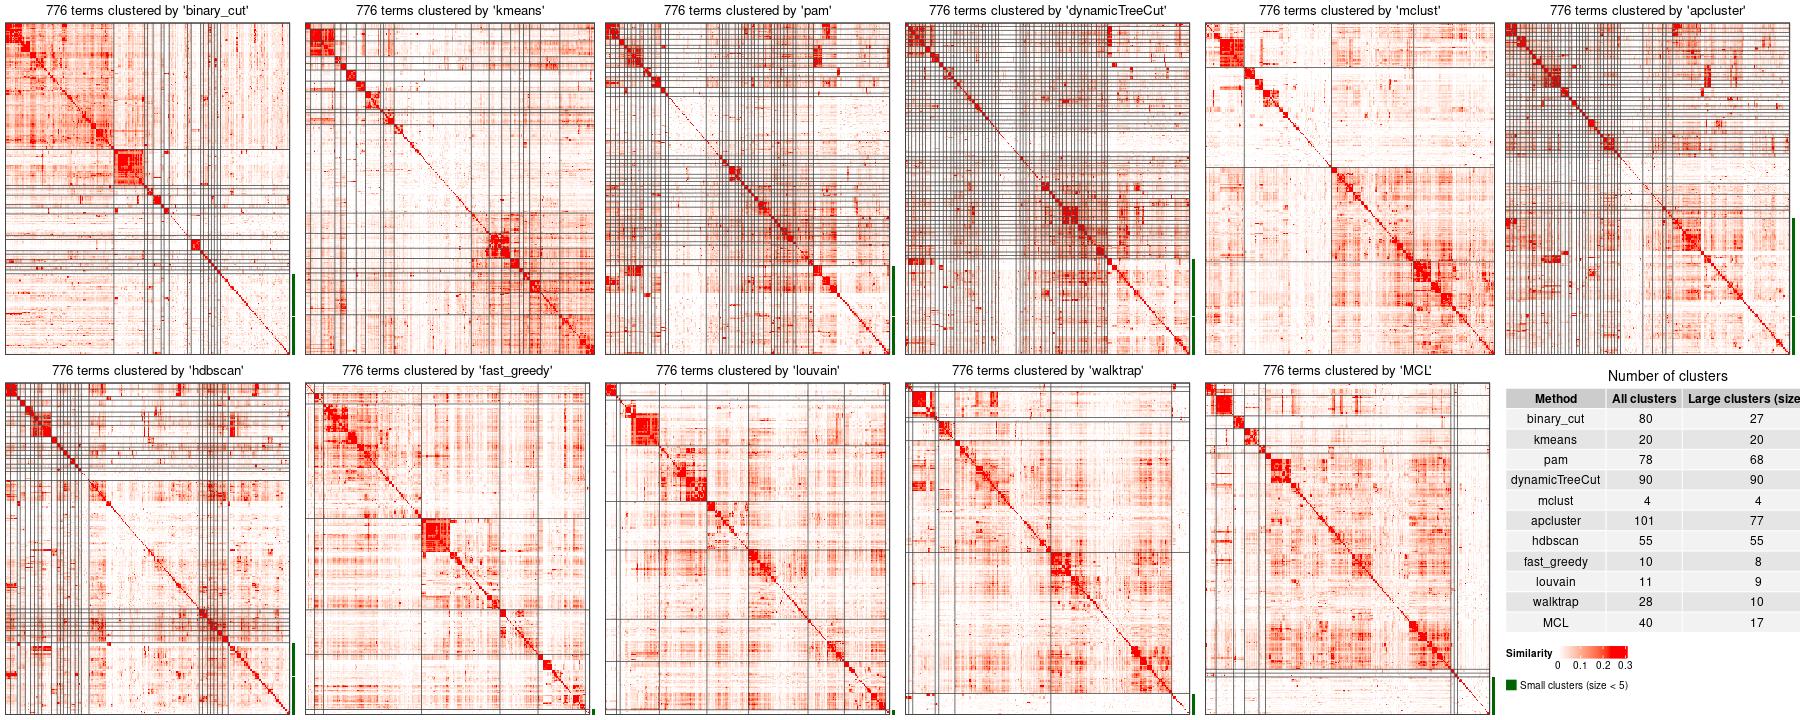 776 terms clustered by 'binary_cut'
776 terms clustered by 'kmeans'
776 terms clustered by 'pam'
776 terms clustered by 'dynamicTreeCut'
776 terms clustered by 'mclust'
776 terms clustered by 'apcluster'
776 terms clustered by 'hdbscan'
776 terms clustered by 'fast_greedy'
776 terms clustered by 'louvain'
776 terms clustered by 'walktrap'
776 terms clustered by 'MCL'
Number of clusters
Method All clusters Large clusters (size
binary_cut 80 27
kmeans 20 20
pam 78 68
dynamicTreeCut 90 90
mclust 4 4
apcluster 101 77
hdbscan 55 55
fast_greedy 10 8
louvain 11 9
walktrap 28 10
MCL 40 17
Similarity
0 0.1 0.2 0.3
Small clusters (size < 5)